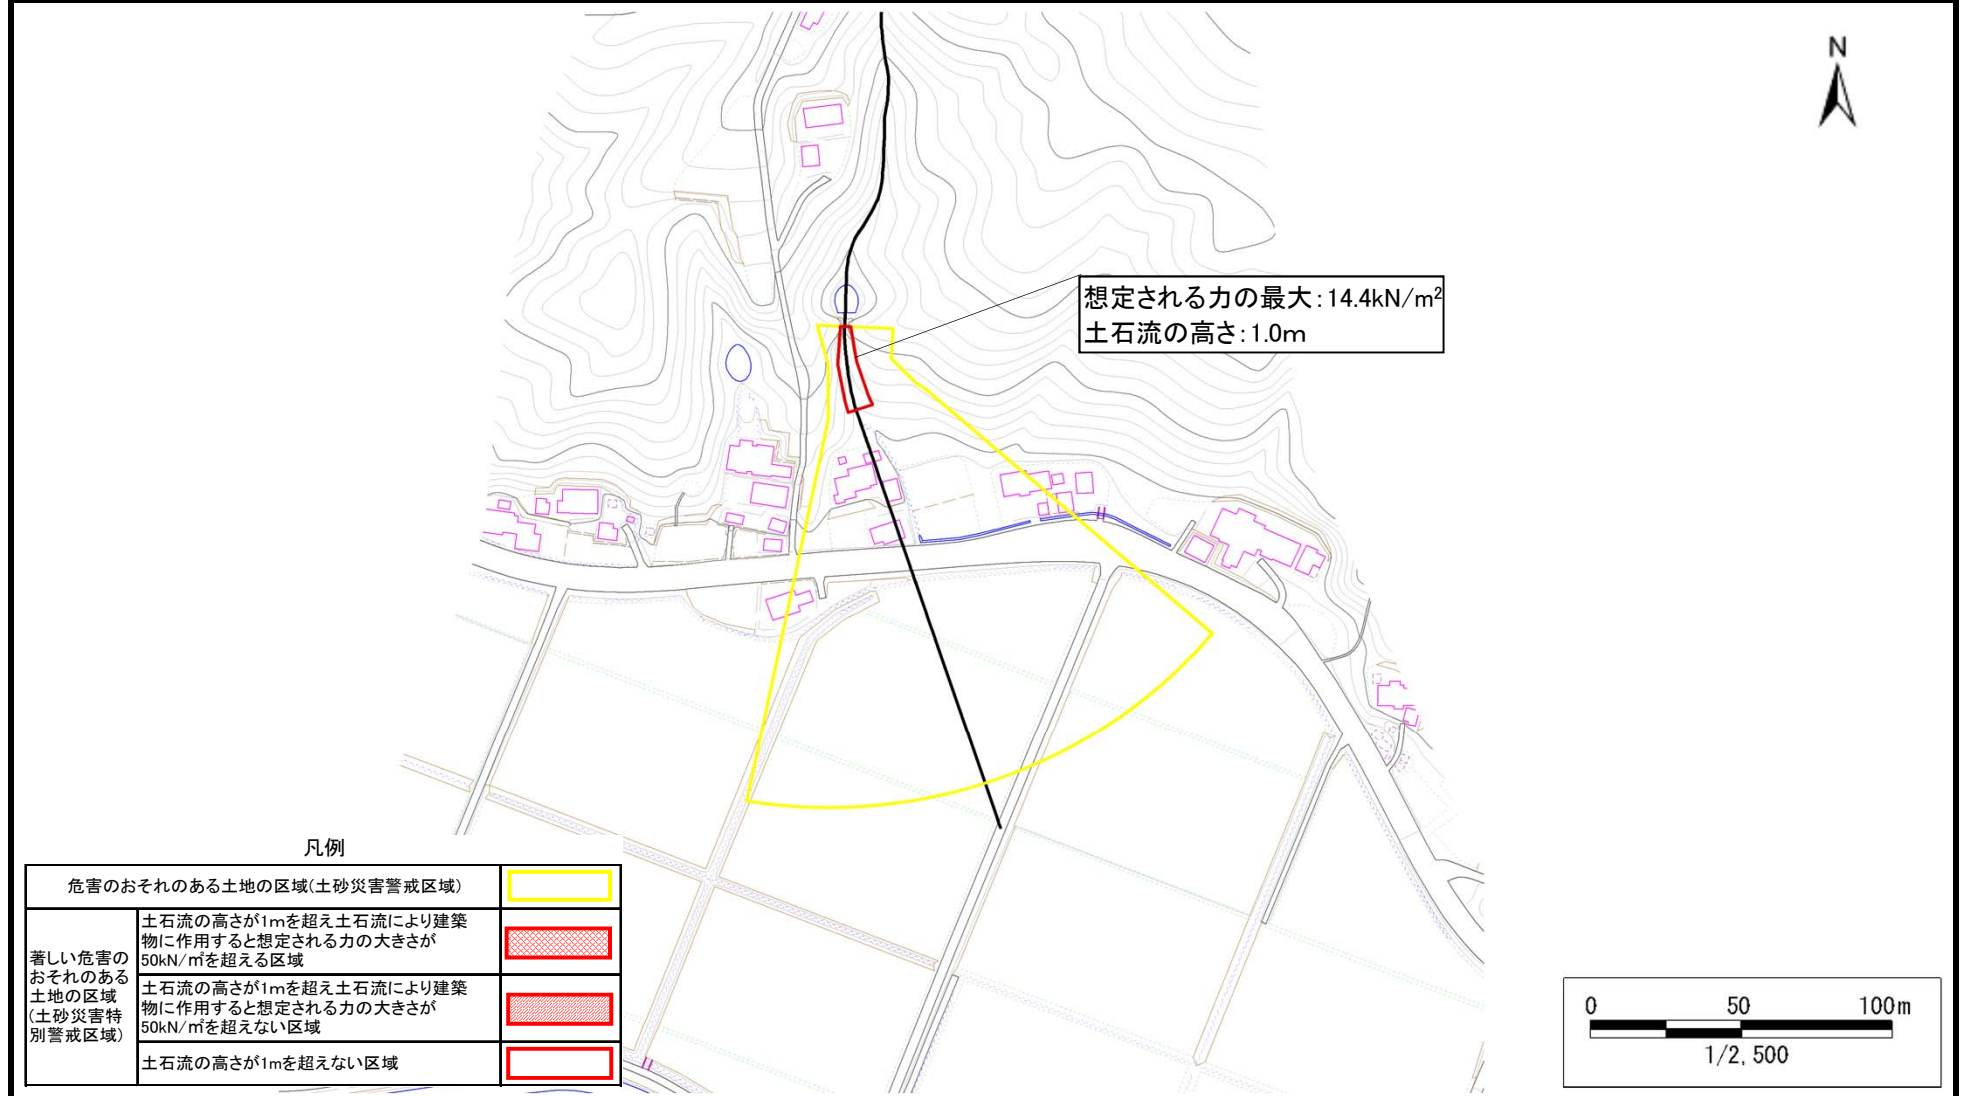 N
想定される力の最大:14.4kN/m²
土石流の高さ:1.0m
凡例
危害のおそれのある土地の区域(土砂災害警戒区域)
著しい危害の
おそれのある
土地の区域
(土砂災害特
別警戒区域)
土石流の高さが1mを超え土石流により建築
物に作用すると想定される力の大きさが
50kN/㎡を超える区域
土石流の高さが1mを超え土石流により建築
物に作用すると想定される力の大きさが
50kN/㎡を超えない区域
土石流の高さが1mを超えない区域
0 50 100m
1/2,500